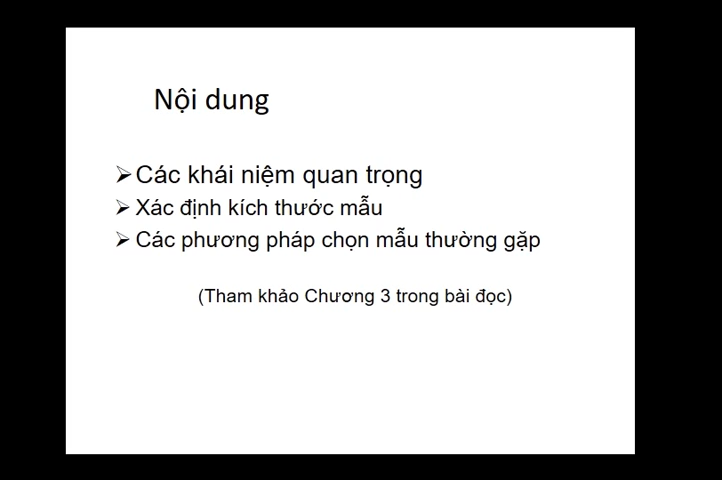 Nội dung
➢Các khái niệm quan trọng
➢Xác định kích thước mẫu
➢Các phương pháp chọn mẫu thường gặp
(Tham khảo Chương 3 trong bài đọc)